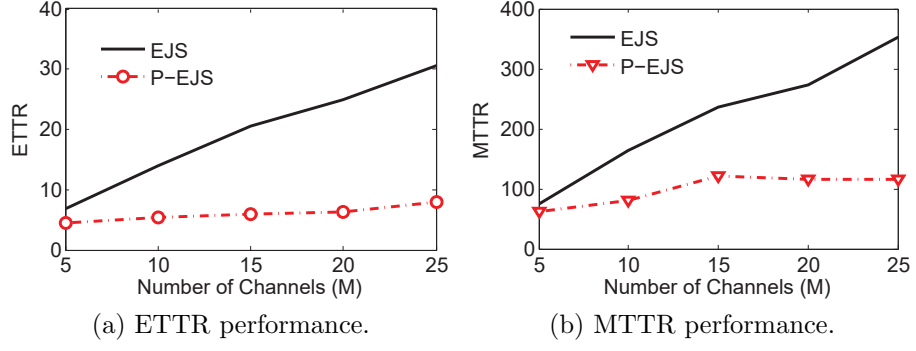 40
30
20
10
0
ETTR
EJS
P-EJS
5 10 15 20 25
Number of Channels (M)
(a) ETTR performance.
400
300
200
100
0
MTTR
EJS
P-EJS
5 10 15 20 25
Number of Channels (M)
(b) MTTR performance.